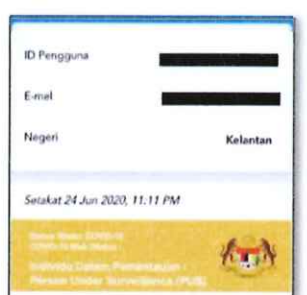 ID Pengguna
E-mel
Negeri Kelantan
Setakat 24 Jun 2020, 11:11 PM
Individu Dalam Pemantauan /
Person Under Surveillance (PUS)